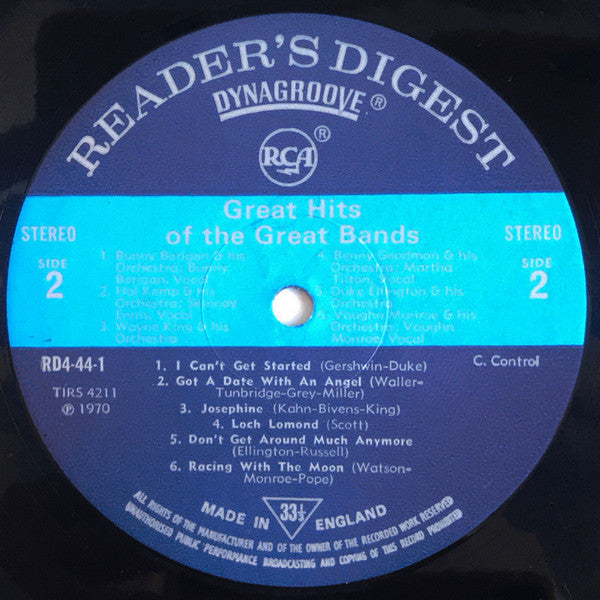 READER'S DIGEST
DYNAGROOVE ®
RCA ®
Great Hits
of the Great Bands
STEREO
SIDE
2
STEREO
SIDE
2
1. Bunny Berigan & his
Orchestra: Bunny
Berigan, Vocal
2. Hal Kemp & his
Orchestra: Skinnay
Ennis, Vocal
3. Wayne King & his
Orchestra
4. Benny Goodman & his
Orchestra: Martha
Tilton, Vocal
5. Duke Ellington & his
Orchestra
6. Vaughn Monroe & his
Orchestra: Vaughn
Monroe, Vocal
RD4-44-1
TIRS 4211
℗ 1970
C. Control
1. I Can't Get Started (Gershwin-Duke)
2. Got A Date With An Angel (Waller=
Tunbridge-Grey-Miller)
3. Josephine (Kahn-Bivens-King)
4. Loch Lomond (Scott)
5. Don't Get Around Much Anymore
(Ellington-Russell)
6. Racing With The Moon (Watson=
Monroe-Pope)
MADE IN 33⅓ ENGLAND
ALL RIGHTS OF THE MANUFACTURER AND OF THE OWNER OF THE RECORDED WORK RESERVED
UNAUTHORISED PUBLIC PERFORMANCE BROADCASTING AND COPYING OF THIS RECORD PROHIBITED